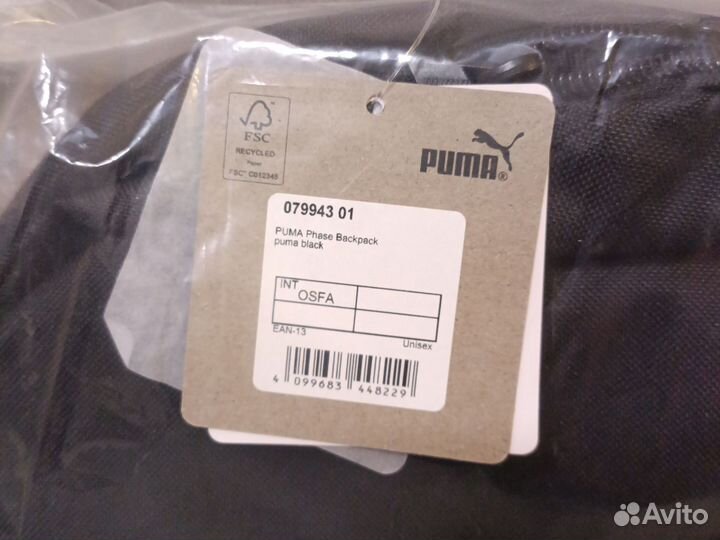 FSC
RECYCLED
Paper
FSC® C012345
PUMA®
079943 01
PUMA Phase Backpack
puma black
INT
OSFA
EAN-13
Unisex
4 099683 448229
Avito